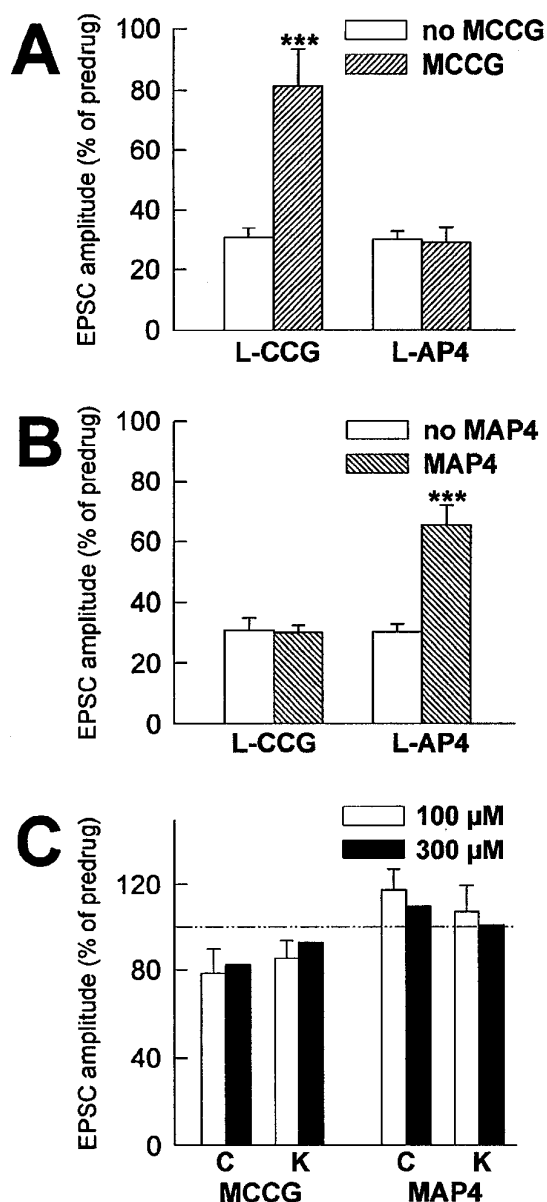 A
EPSC amplitude (% of predrug)
100
80
60
40
20
0
***
no MCCG
MCCG
L-CCG L-AP4
B
EPSC amplitude (% of predrug)
100
80
60
40
20
0
no MAP4
MAP4
***
L-CCG L-AP4
C
EPSC amplitude (% of predrug)
120
80
40
0
100 µM
300 µM
C K C K
MCCG MAP4